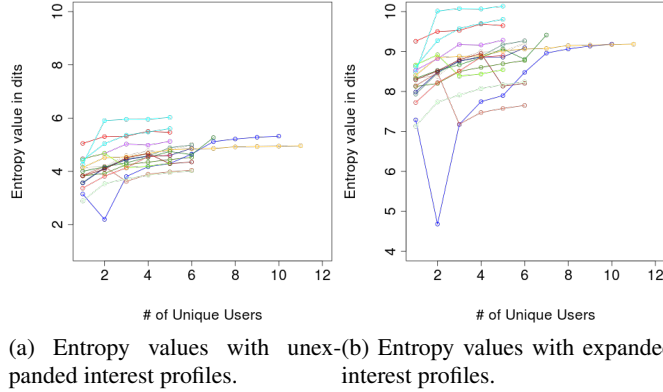 10
8
6
4
2
Entropy value in dits
2 4 6 8 10 12
# of Unique Users
10
9
8
7
6
5
4
Entropy value in dits
2 4 6 8 10 12
# of Unique Users
(a) Entropy values with unex-
panded interest profiles.
(b) Entropy values with expanded
interest profiles.